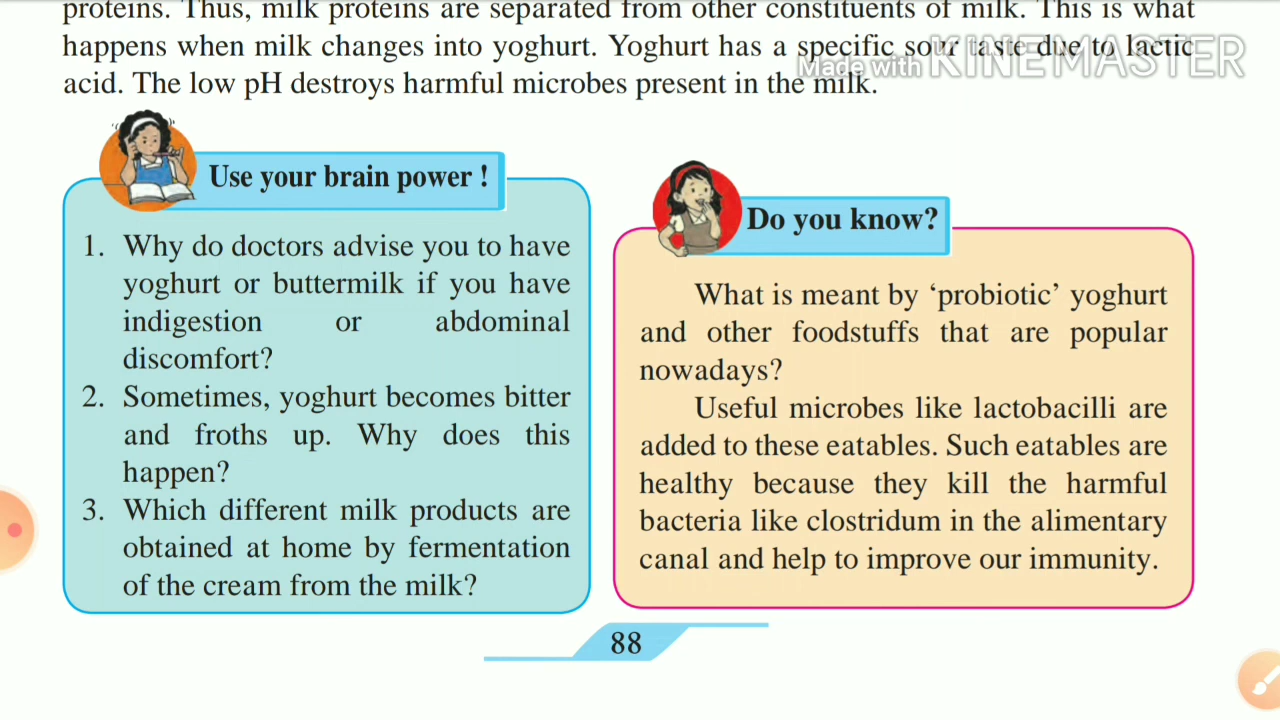 proteins. Thus, milk proteins are separated from other constituents of milk. This is what
happens when milk changes into yoghurt. Yoghurt has a specific sour taste due to lactic
acid. The low pH destroys harmful microbes present in the milk.
Made with KINEMASTER
Use your brain power !
1. Why do doctors advise you to have
yoghurt or buttermilk if you have
indigestion or abdominal
discomfort?
2. Sometimes, yoghurt becomes bitter
and froths up. Why does this
happen?
3. Which different milk products are
obtained at home by fermentation
of the cream from the milk?
Do you know?
What is meant by ‘probiotic’ yoghurt
and other foodstuffs that are popular
nowadays?
Useful microbes like lactobacilli are
added to these eatables. Such eatables are
healthy because they kill the harmful
bacteria like clostridum in the alimentary
canal and help to improve our immunity.
88